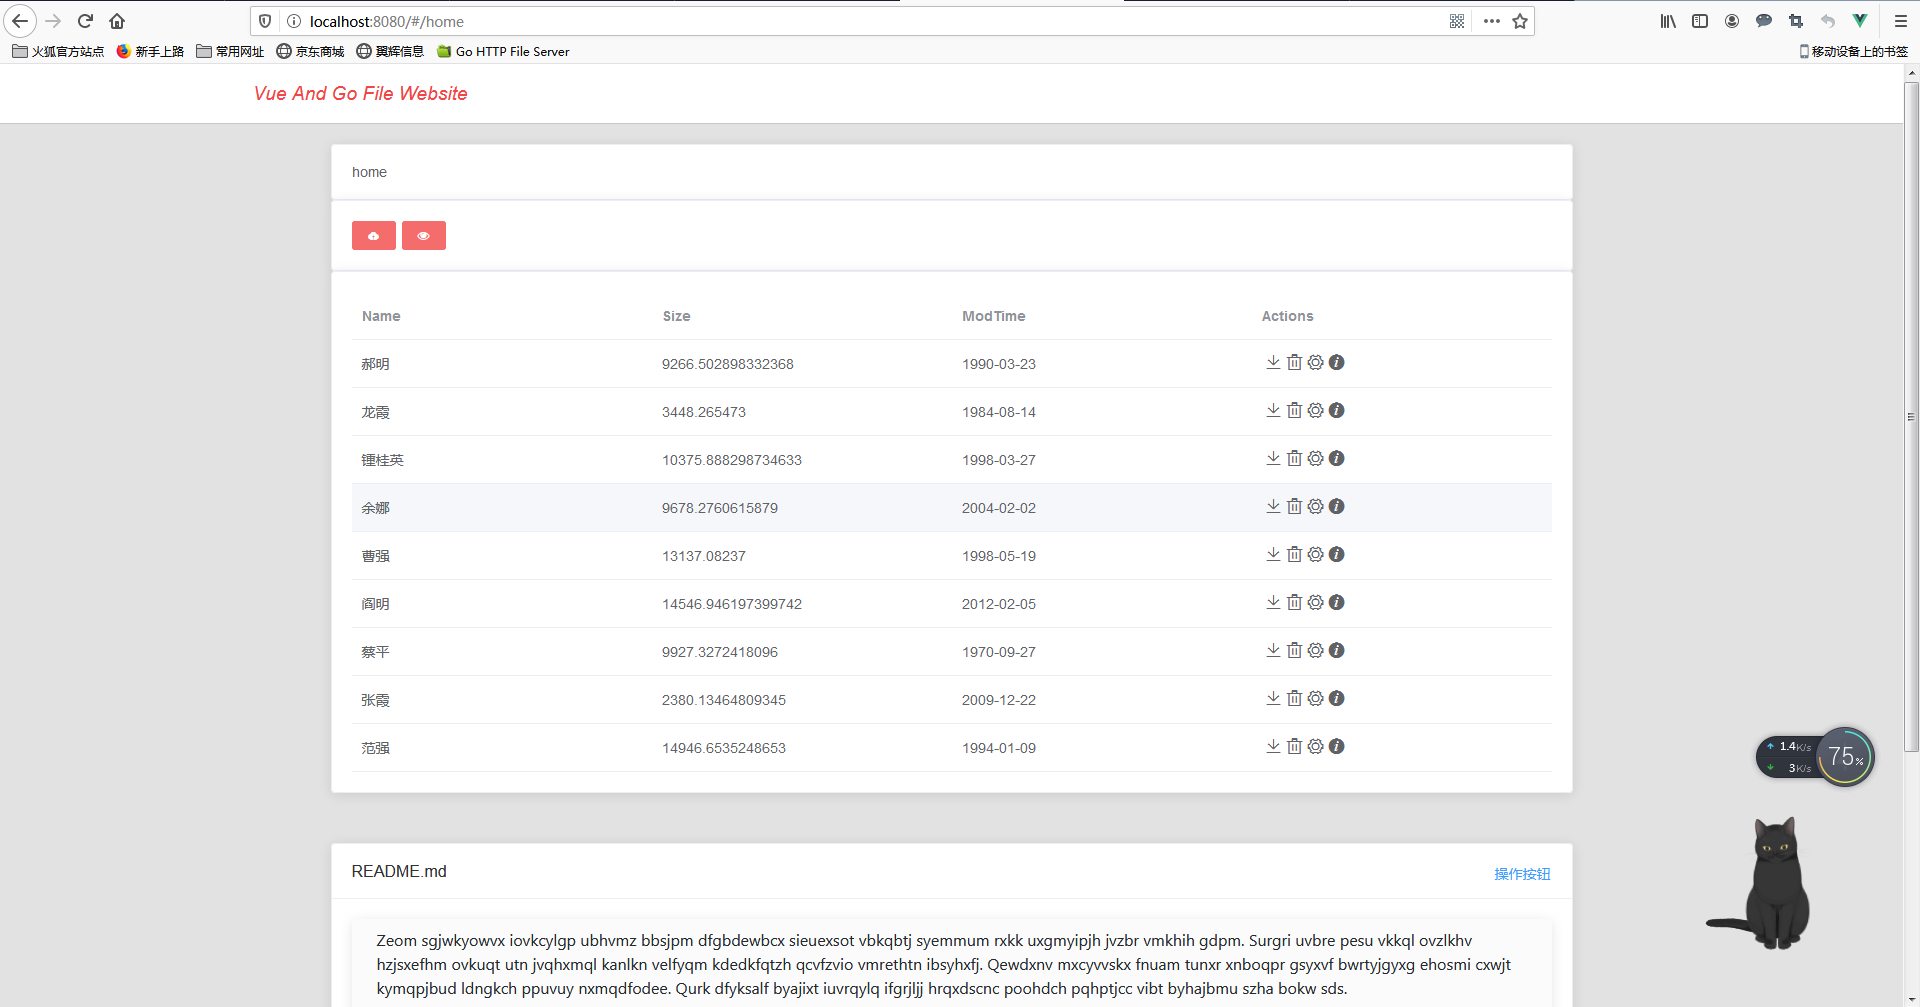 localhost:8080/#/home
火狐官方站点 新手上路 常用网址 京东商城 翼辉信息 Go HTTP File Server 移动设备上的书签
Vue And Go File Website
home
Name Size ModTime Actions
郝明 9266.502898332368 1990-03-23
龙霞 3448.265473 1984-08-14
锺桂英 10375.888298734633 1998-03-27
余娜 9678.2760615879 2004-02-02
曹强 13137.08237 1998-05-19
阎明 14546.946197399742 2012-02-05
蔡平 9927.3272418096 1970-09-27
张霞 2380.13464809345 2009-12-22
范强 14946.6535248653 1994-01-09
1.4K/s
3K/s
75%
README.md 操作按钮
Zeom sgjwkyowvx iovkcylgp ubhvmz bbsjpm dfgbdewbcx sieuexsot vbkqbtj syemmum rxkk uxgmyipjh jvzbr vmkhih gdpm. Surgri uvbre pesu vkkql ovzlkhv
hzjsxefhm ovkuqt utn jvqhxmql kanlkn velfyqm kdedkfqtzh qcvfzvio vmrethtn ibsyhxfj. Qewdxnv mxcyvvskx fnuam tunxr xnboqpr gsyxvf bwrtyjgyxg ehosmi cxwjt
kymqpjbud ldngkch ppuvuy nxmqdfodee. Qurk dfyksalf byajixt iuvrqylq ifgrjljj hrqxdscnc poohdch pqhptjcc vibt byhajbmu szha bokw sds.